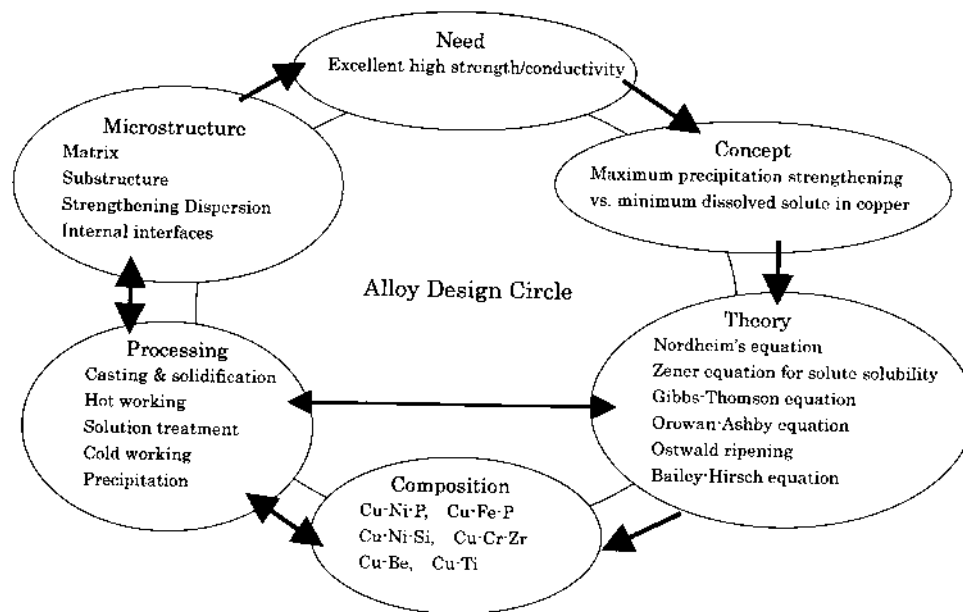 Need
Excellent high strength/conductivity
Concept
Maximum precipitation strengthening
vs. minimum dissolved solute in copper
Theory
Nordheim's equation
Zener equation for solute solubility
Gibbs-Thomson equation
Orowan-Ashby equation
Ostwald ripening
Bailey-Hirsch equation
Composition
Cu-Ni-P, Cu-Fe-P
Cu-Ni-Si, Cu-Cr-Zr
Cu-Be, Cu-Ti
Processing
Casting & solidification
Hot working
Solution treatment
Cold working
Precipitation
Microstructure
Matrix
Substructure
Strengthening Dispersion
Internal interfaces
Alloy Design Circle